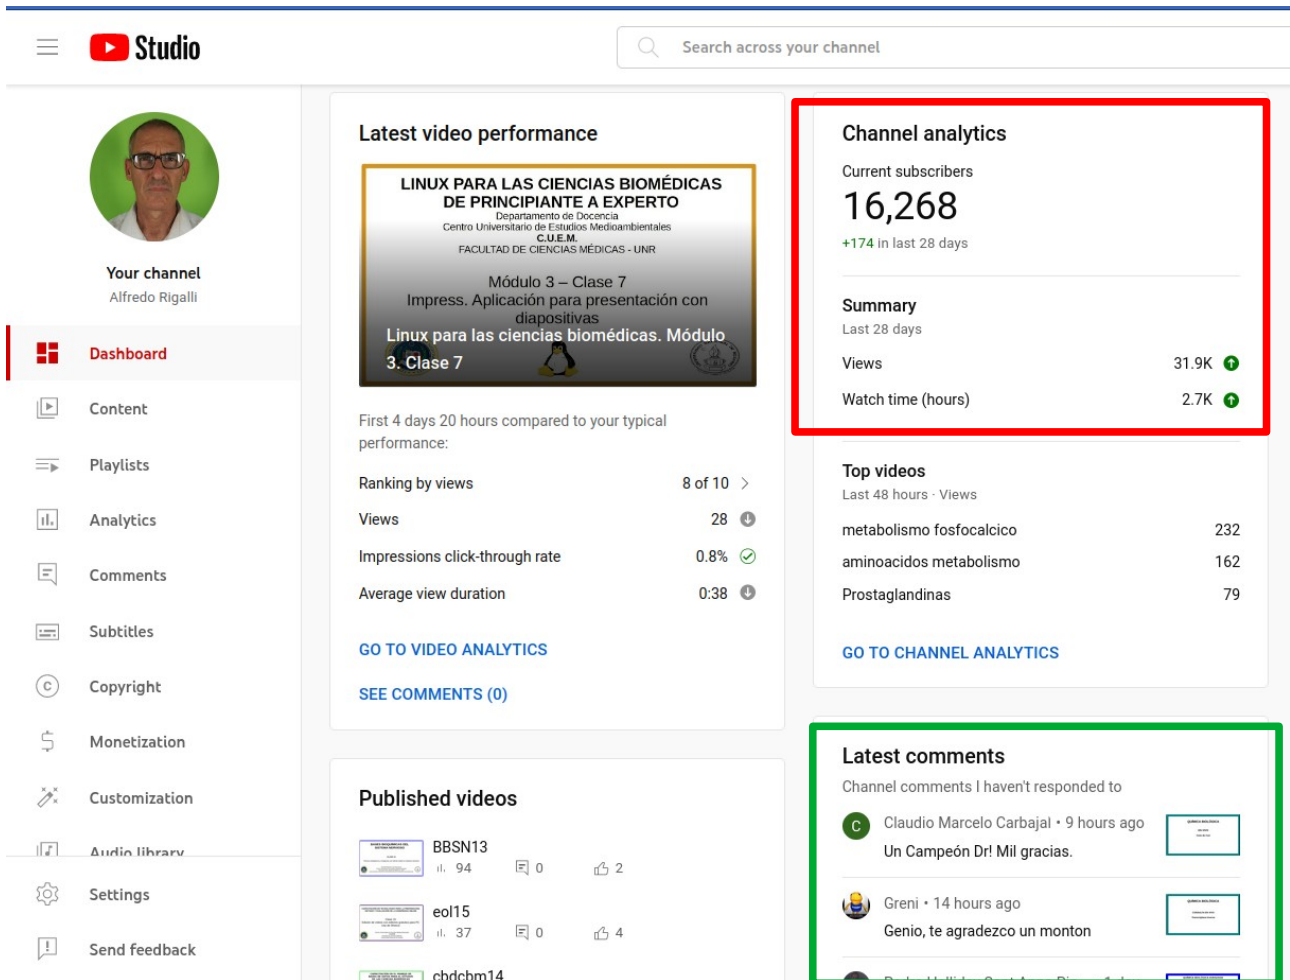 Studio
Search across your channel
Your channel
Alfredo Rigalli
Dashboard
Content
Playlists
Analytics
Comments
Subtitles
Copyright
Monetization
Customization
Audio library
Settings
Send feedback
Latest video performance
LINUX PARA LAS CIENCIAS BIOMÉDICAS
DE PRINCIPIANTE A EXPERTO
Departamento de Docencia
Centro Universitario de Estudios Medioambientales
C.U.E.M.
FACULTAD DE CIENCIAS MÉDICAS - UNR
Módulo 3 – Clase 7
Impress. Aplicación para presentación con
diapositivas
Linux para las ciencias biomédicas. Módulo
3. Clase 7
First 4 days 20 hours compared to your typical
performance:
Ranking by views 8 of 10
Views 28
Impressions click-through rate 0.8%
Average view duration 0:38
GO TO VIDEO ANALYTICS
SEE COMMENTS (0)
Published videos
BBSN13
94 0 2
eol15
37 0 4
cbdcbm14
Channel analytics
Current subscribers
16,268
+174 in last 28 days
Summary
Last 28 days
Views 31.9K
Watch time (hours) 2.7K
Top videos
Last 48 hours · Views
metabolismo fosfocalcico 232
aminoacidos metabolismo 162
Prostaglandinas 79
GO TO CHANNEL ANALYTICS
Latest comments
Channel comments I haven't responded to
C
Claudio Marcelo Carbajal • 9 hours ago
Un Campeón Dr! Mil gracias.
Greni • 14 hours ago
Genio, te agradezco un monton